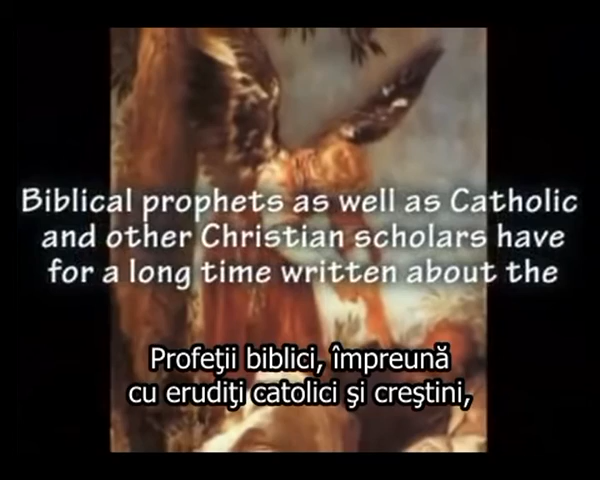 Biblical prophets as well as Catholic
and other Christian scholars have
for a long time written about the
Profeţii biblici, împreună
cu erudiţi catolici şi creştini,